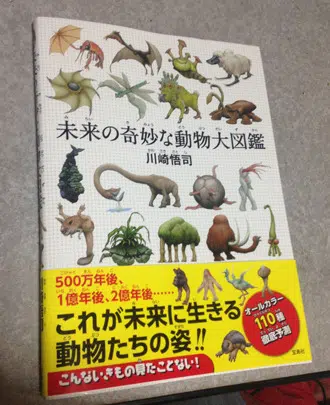 未来の奇妙な動物大図鑑
川崎悟司
500万年後、
1億年後、2億年後……
これが未来に生きる
動物たちの姿!!
こんないきもの見たことない!
オールカラー
110種
徹底予測
宝島社